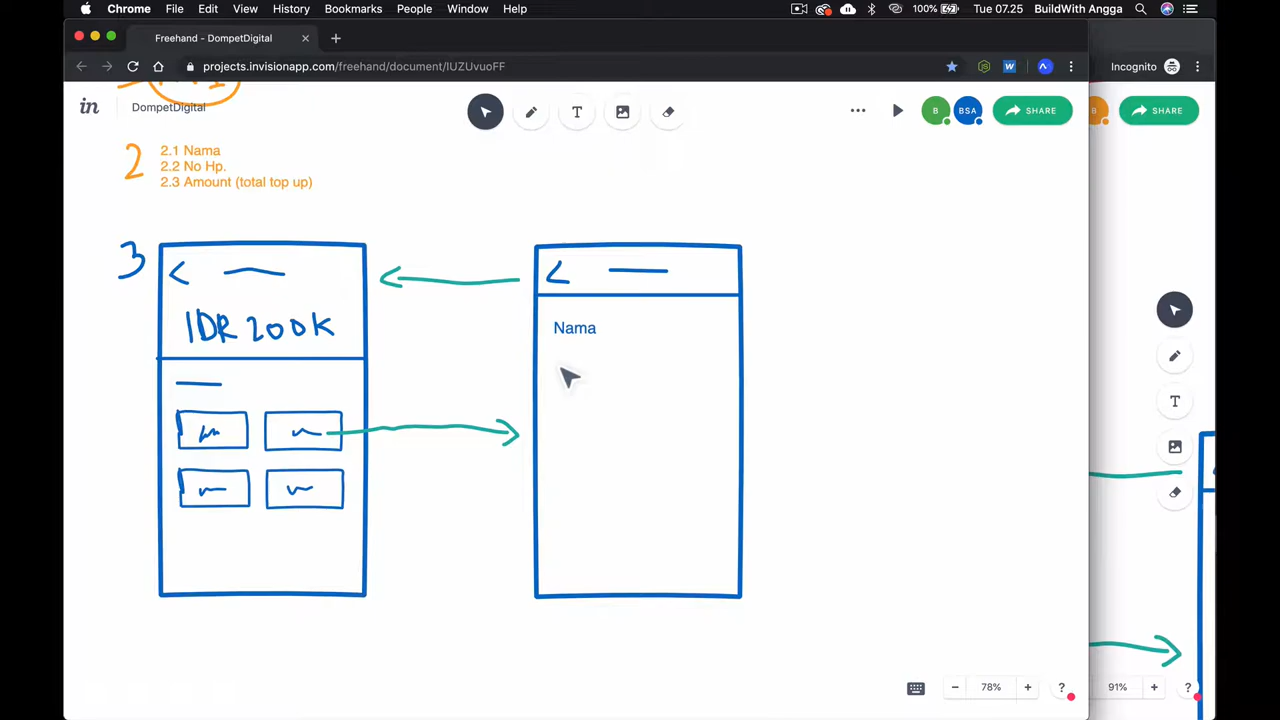 Chrome File Edit View History Bookmarks People Window Help 100% Tue 07.25 BuildWith Angga
Freehand - DompetDigital
projects.invisionapp.com/freehand/document/IUZUvuoFF
Incognito
in DompetDigital
B BSA SHARE
B SHARE
2
2.1 Nama
2.2 No Hp.
2.3 Amount (total top up)
3
IDR 200K
Nama
78%
?
91%
?